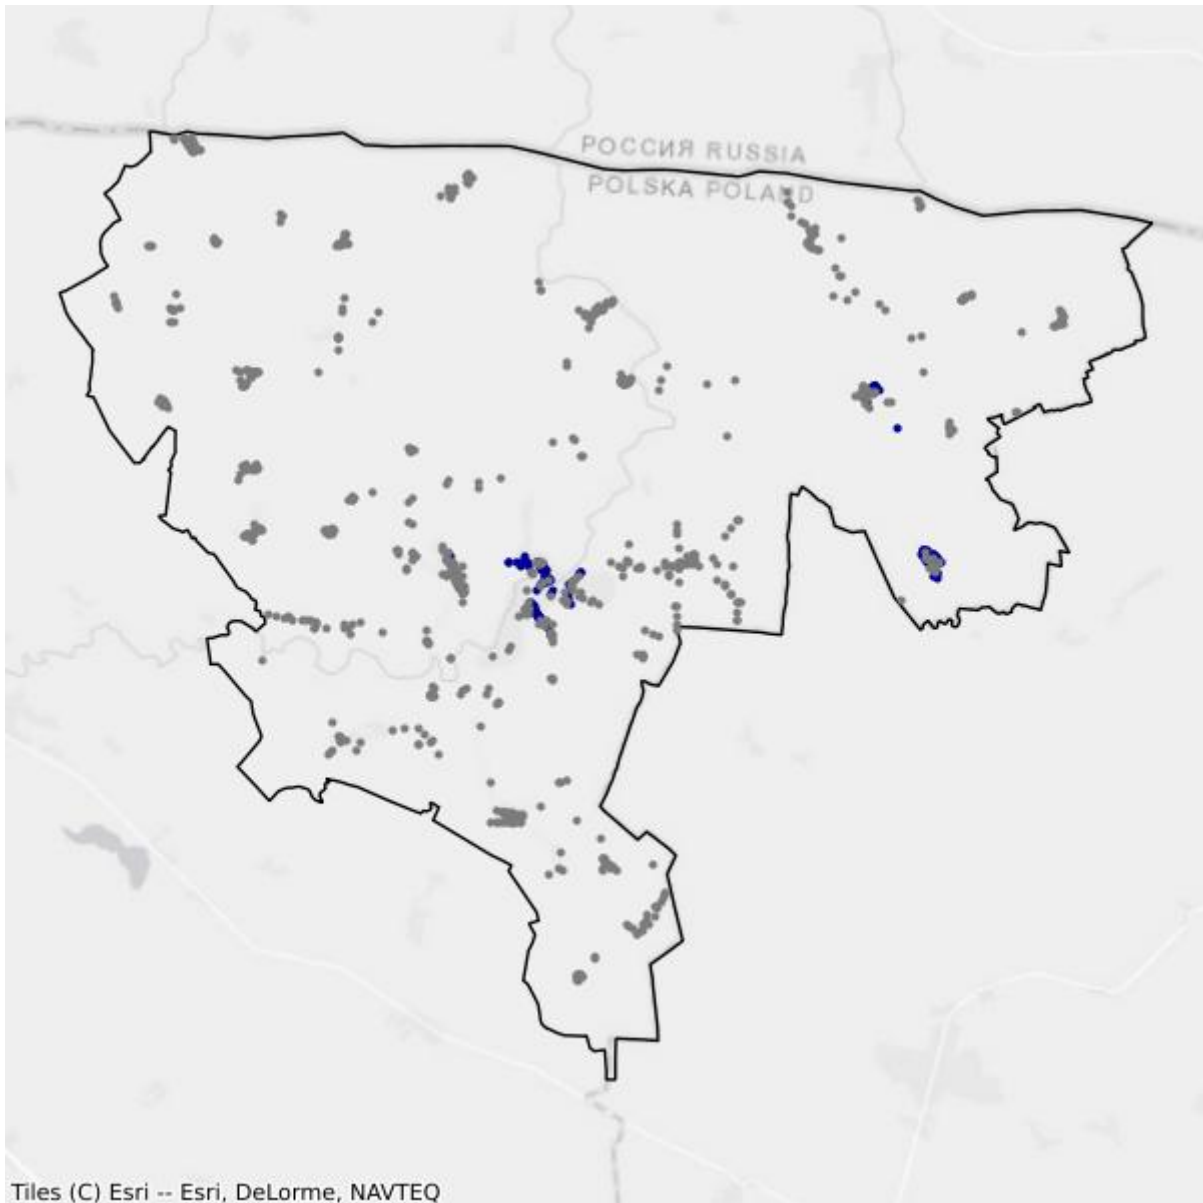 РОССИЯ RUSSIA
POLSKA POLAND
Tiles (C) Esri -- Esri, DeLorme, NAVTEQ